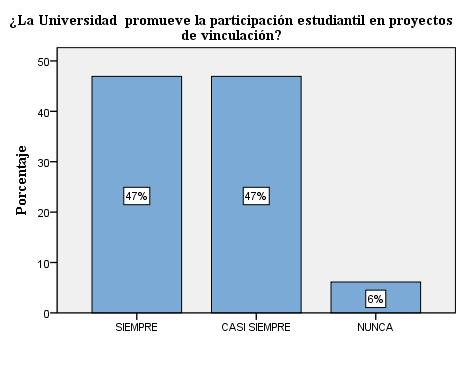 ¿La Universidad promueve la participación estudiantil en proyectos
de vinculación?
Porcentaje
50
40
30
20
10
0
47%
47%
6%
SIEMPRE
CASI SIEMPRE
NUNCA